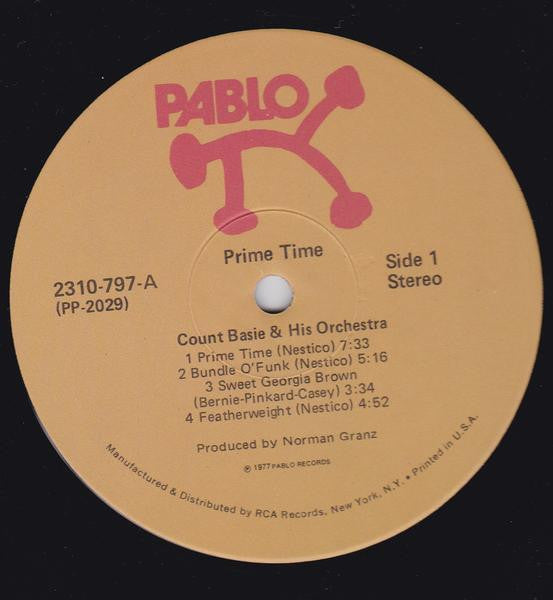 PABLO
Prime Time
2310-797-A
(PP-2029)
Side 1
Stereo
Count Basie & His Orchestra
1 Prime Time (Nestico) 7:33
2 Bundle O'Funk (Nestico) 5:16
3 Sweet Georgia Brown
(Bernie-Pinkard-Casey) 3:34
4 Featherweight (Nestico) 4:52
Produced by Norman Granz
℗ 1977 PABLO RECORDS
Manufactured & Distributed by RCA Records, New York, N.Y. • Printed in U.S.A.